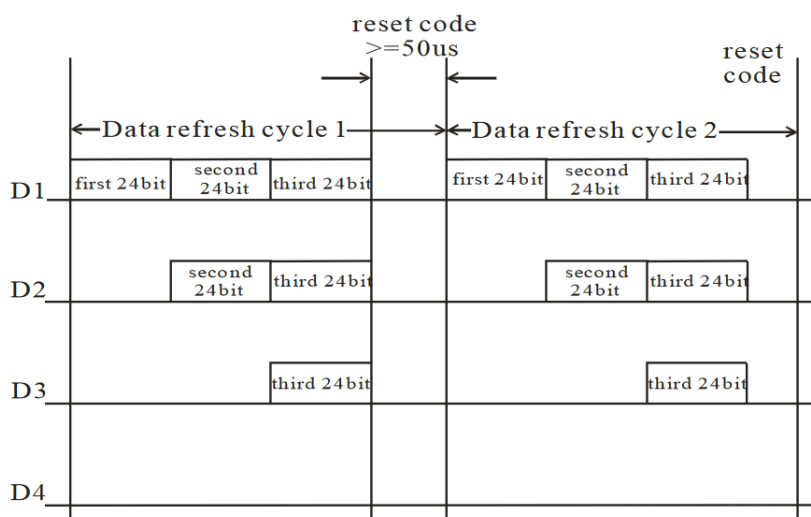 reset code
>=50us
reset
code
Data refresh cycle 1
Data refresh cycle 2
D1
first 24bit
second
24bit
third 24bit
first 24bit
second
24bit
third 24bit
D2
second
24bit
third 24bit
second
24bit
third 24bit
D3
third 24bit
third 24bit
D4